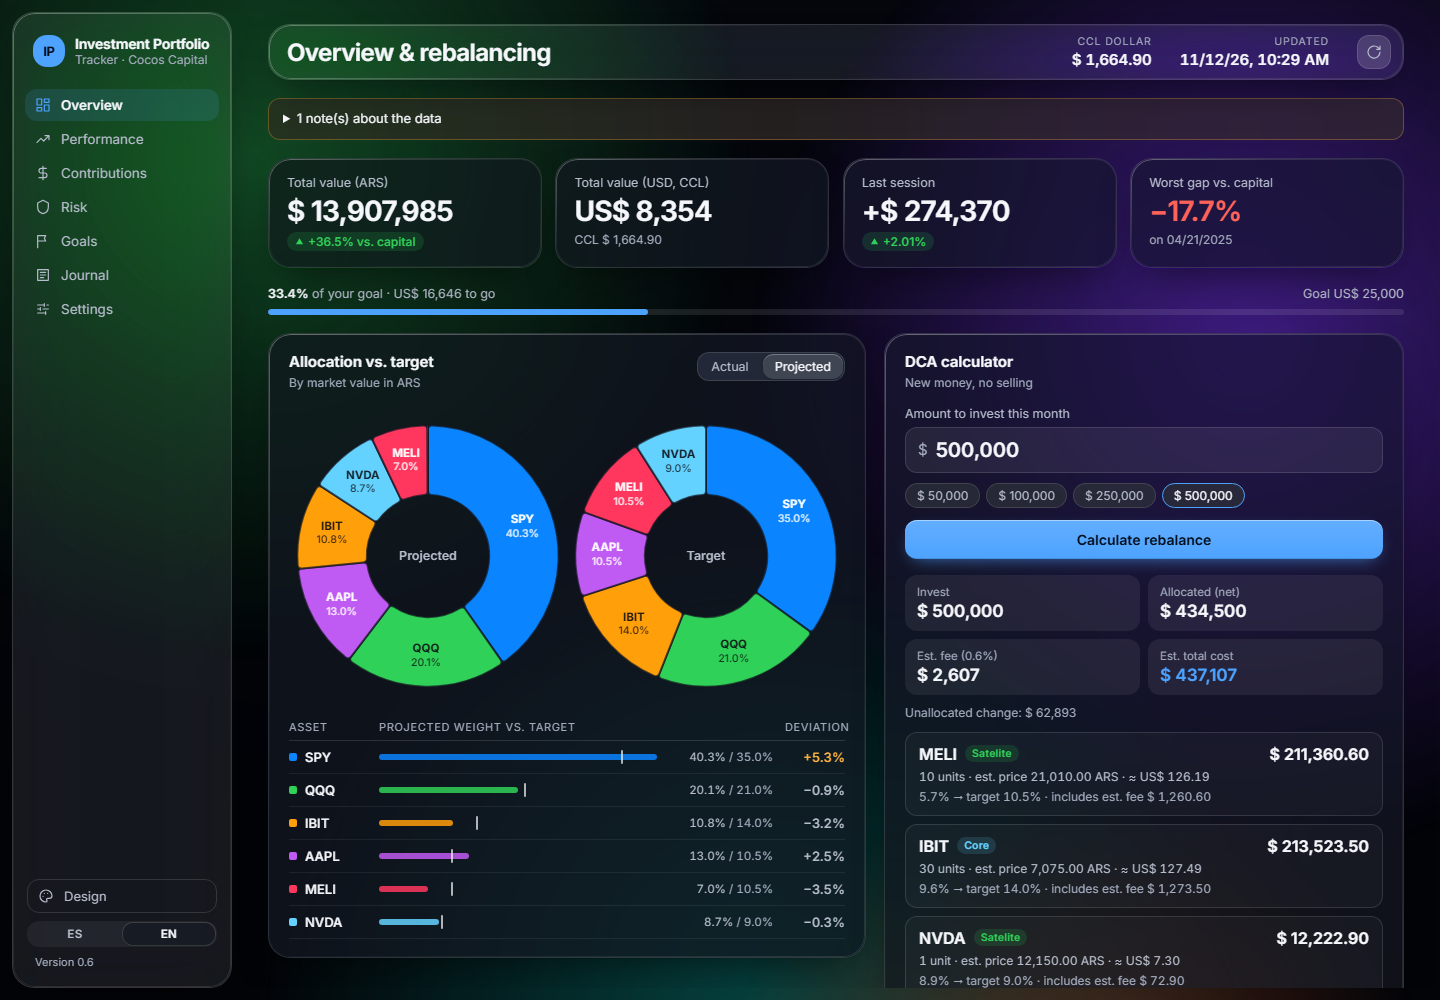 IP
Investment Portfolio
Tracker · Cocos Capital
Overview
Performance
Contributions
Risk
Goals
Journal
Settings
Design
ES EN
Version 0.6
Overview & rebalancing
CCL DOLLAR
$ 1,664.90
UPDATED
11/12/26, 10:29 AM
1 note(s) about the data
Total value (ARS)
$ 13,907,985
+36.5% vs. capital
Total value (USD, CCL)
US$ 8,354
CCL $ 1,664.90
Last session
+$ 274,370
+2.01%
Worst gap vs. capital
−17.7%
on 04/21/2025
33.4% of your goal · US$ 16,646 to go
Goal US$ 25,000
Allocation vs. target
By market value in ARS
Actual Projected
MELI
7.0%
NVDA
8.7%
IBIT
10.8%
AAPL
13.0%
QQQ
20.1%
SPY
40.3%
Projected
NVDA
9.0%
MELI
10.5%
AAPL
10.5%
IBIT
14.0%
QQQ
21.0%
SPY
35.0%
Target
ASSET PROJECTED WEIGHT VS. TARGET DEVIATION
SPY 40.3% / 35.0% +5.3%
QQQ 20.1% / 21.0% −0.9%
IBIT 10.8% / 14.0% −3.2%
AAPL 13.0% / 10.5% +2.5%
MELI 7.0% / 10.5% −3.5%
NVDA 8.7% / 9.0% −0.3%
DCA calculator
New money, no selling
Amount to invest this month
$ 500,000
$ 50,000 $ 100,000 $ 250,000 $ 500,000
Calculate rebalance
Invest
$ 500,000
Allocated (net)
$ 434,500
Est. fee (0.6%)
$ 2,607
Est. total cost
$ 437,107
Unallocated change: $ 62,893
MELI Satelite $ 211,360.60
10 units · est. price 21,010.00 ARS · ≈ US$ 126.19
5.7% → target 10.5% · includes est. fee $ 1,260.60
IBIT Core $ 213,523.50
30 units · est. price 7,075.00 ARS · ≈ US$ 127.49
9.6% → target 14.0% · includes est. fee $ 1,273.50
NVDA Satelite $ 12,222.90
1 unit · est. price 12,150.00 ARS · ≈ US$ 7.30
8.9% → target 9.0% · includes est. fee $ 72.90